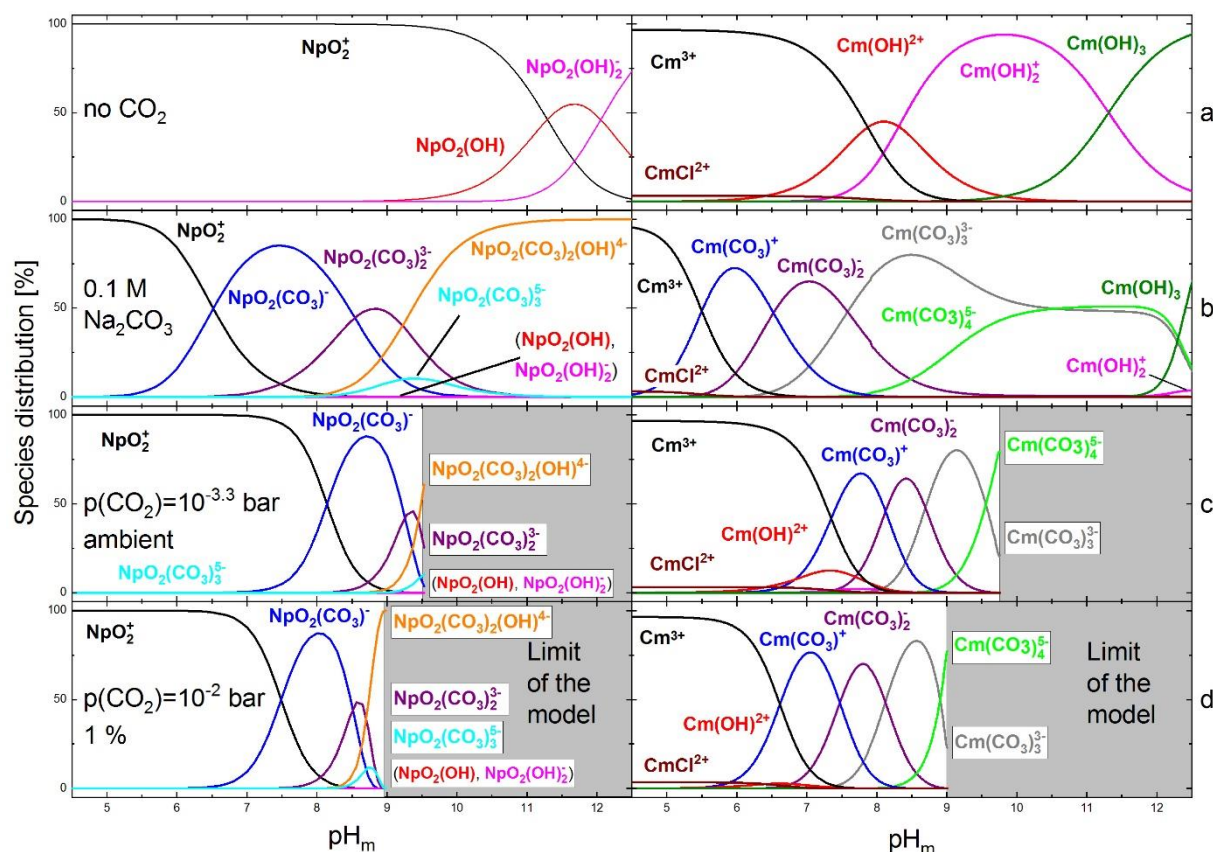 Species distribution [%]
100
50
0
no CO₂
NpO₂⁺
NpO₂(OH)
NpO₂(OH)₂⁻
Cm³⁺
Cm(OH)²⁺
Cm(OH)₂⁺
Cm(OH)₃
CmCl²⁺
a
100
50
0
0.1 M
Na₂CO₃
NpO₂⁺
NpO₂(CO₃)⁻
NpO₂(CO₃)₂³⁻
NpO₂(CO₃)₂(OH)⁴⁻
NpO₂(CO₃)₃⁵⁻
(NpO₂(OH),
NpO₂(OH)₂⁻)
Cm³⁺
Cm(CO₃)⁺
Cm(CO₃)₂⁻
Cm(CO₃)₃³⁻
Cm(CO3)₄⁵⁻
Cm(OH)₃
Cm(OH)₂⁺
CmCl²⁺
b
100
50
0
NpO₂⁺
NpO₂(CO₃)⁻
p(CO₂)=10⁻³·³ bar
ambient
NpO₂(CO₃)₃⁵⁻
NpO₂(CO₃)₂(OH)⁴⁻
NpO₂(CO₃)₂³⁻
(NpO₂(OH), NpO₂(OH)₂⁻)
Cm³⁺
Cm(CO₃)⁺
Cm(CO₃)₂⁻
Cm(CO3)₄⁵⁻
Cm(OH)²⁺
Cm(CO₃)₃³⁻
CmCl²⁺
c
100
50
0
NpO₂⁺
NpO₂(CO₃)⁻
p(CO₂)=10⁻² bar
1 %
NpO₂(CO₃)₂(OH)⁴⁻
NpO₂(CO₃)₂³⁻
NpO₂(CO₃)₃⁵⁻
(NpO₂(OH), NpO₂(OH)₂⁻)
Limit
of the
model
Cm³⁺
Cm(CO₃)⁺
Cm(CO₃)₂⁻
Cm(CO3)₄⁵⁻
Cm(OH)²⁺
Cm(CO₃)₃³⁻
CmCl²⁺
Limit
of the
model
d
5 6 7 8 9 10 11 12
5 6 7 8 9 10 11 12
pHₘ
pHₘ